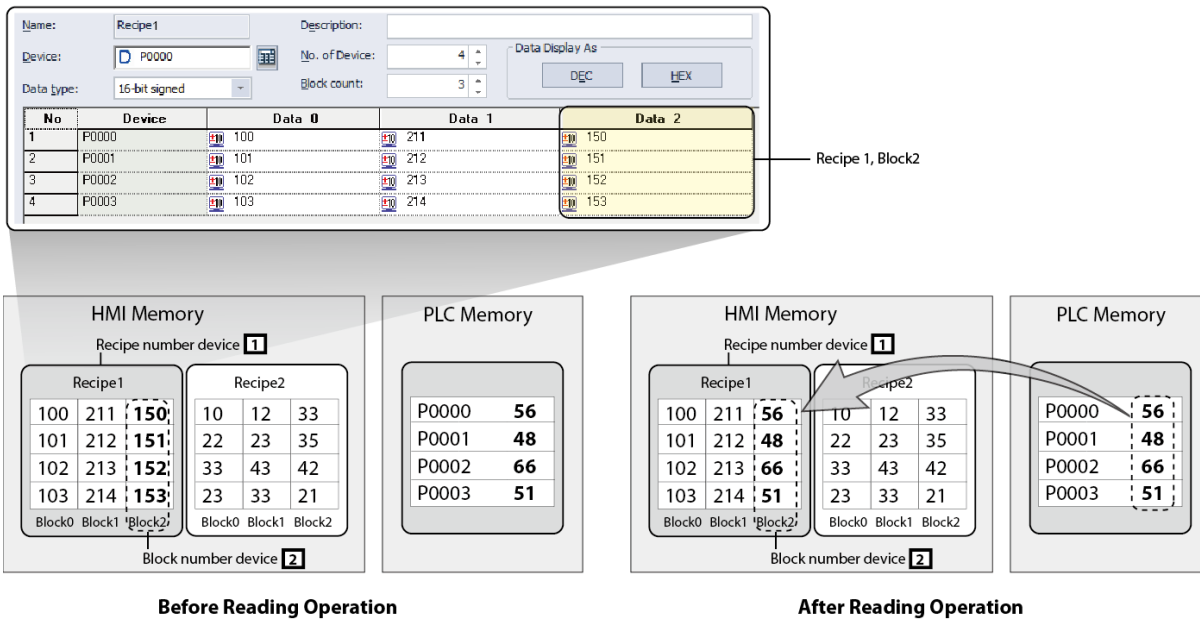 Name: Recipe1 Description:
Device: D P0000 No. of Device: 4 Data Display As
DEC HEX
Data type: 16-bit signed Block count: 3
No Device Data 0 Data 1 Data 2
1 P0000 100 211 150
2 P0001 101 212 151
3 P0002 102 213 152
4 P0003 103 214 153
Recipe 1, Block2
HMI Memory
Recipe number device 1
Recipe1 Recipe2
100 211 150 10 12 33
101 212 151 22 23 35
102 213 152 33 43 42
103 214 153 23 33 21
Block0 Block1 Block2 Block0 Block1 Block2
Block number device 2
PLC Memory
P0000 56
P0001 48
P0002 66
P0003 51
Before Reading Operation
HMI Memory
Recipe number device 1
Recipe1 Recipe2
100 211 56 10 12 33
101 212 48 22 23 35
102 213 66 33 43 42
103 214 51 23 33 21
Block0 Block1 Block2 Block0 Block1 Block2
Block number device 2
PLC Memory
P0000 56
P0001 48
P0002 66
P0003 51
After Reading Operation